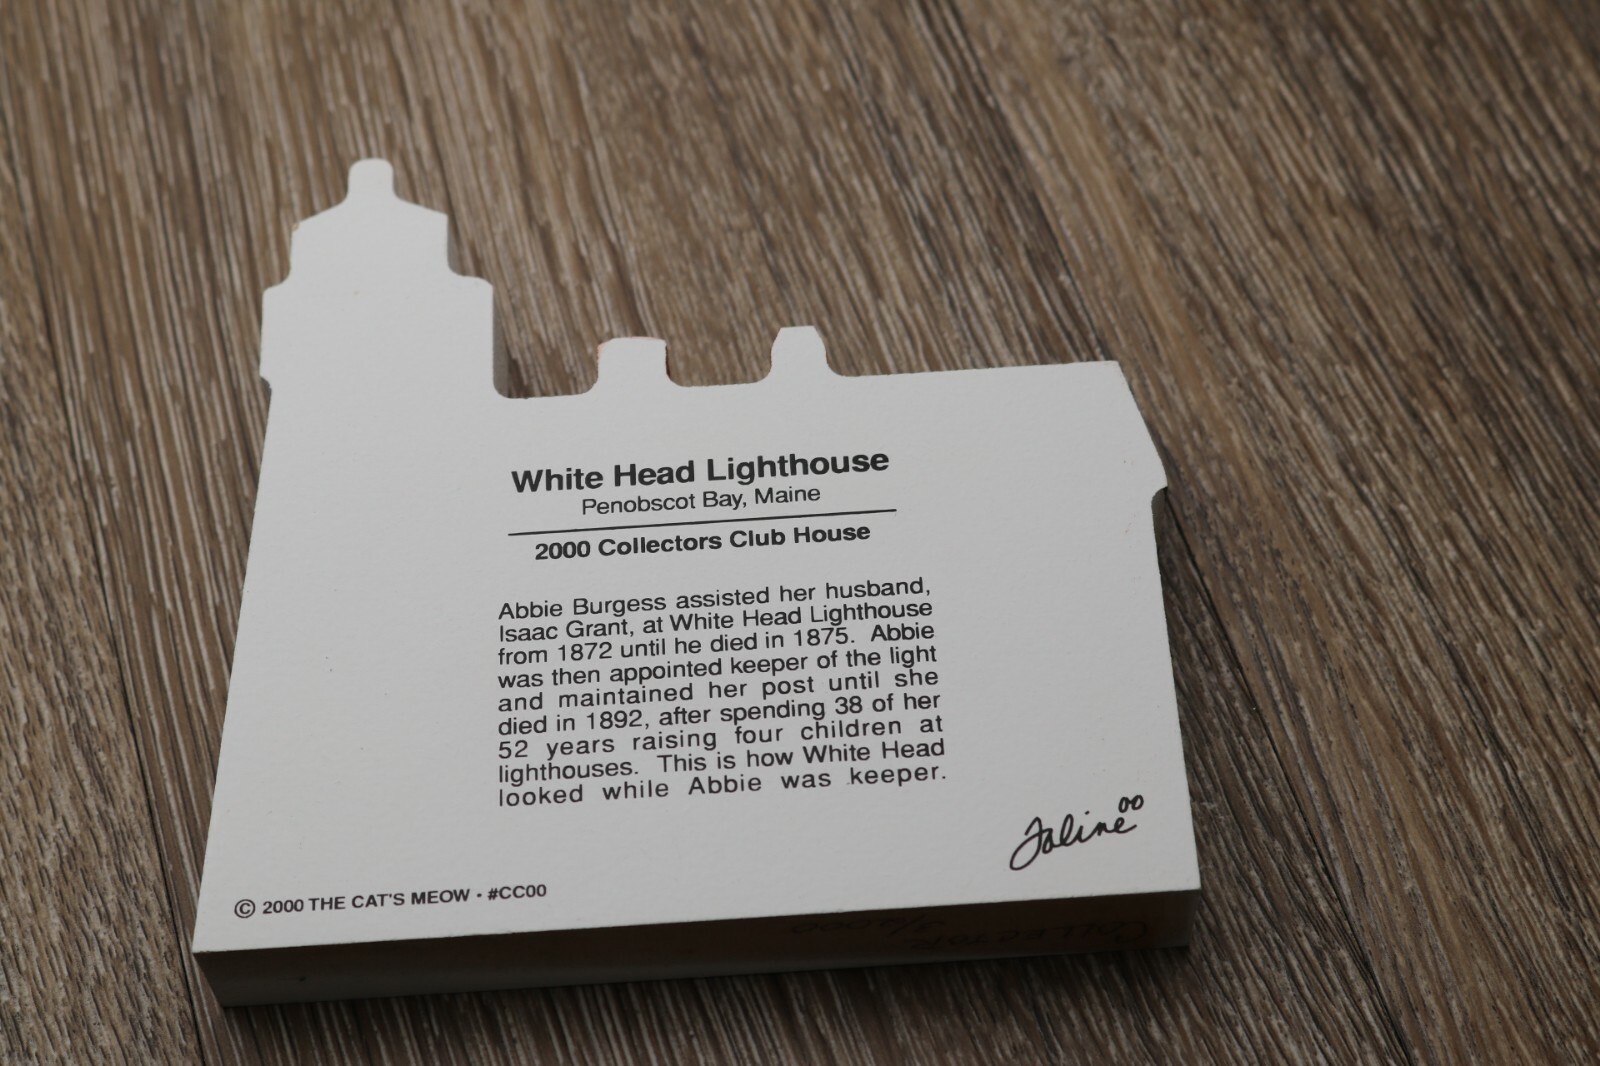 White Head Lighthouse
Penobscot Bay, Maine
2000 Collectors Club House
Abbie Burgess assisted her husband,
Isaac Grant, at White Head Lighthouse
from 1872 until he died in 1875. Abbie
was then appointed keeper of the light
and maintained her post until she
died in 1892, after spending 38 of her
52 years raising four children at
lighthouses. This is how White Head
looked while Abbie was keeper.
Faline 00
© 2000 THE CAT'S MEOW · #CC00
COLLECTOR 3/2000